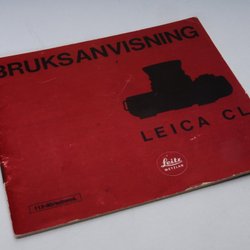 BRUKSANVISNING
LEICA CL
Leitz
WETZLAR